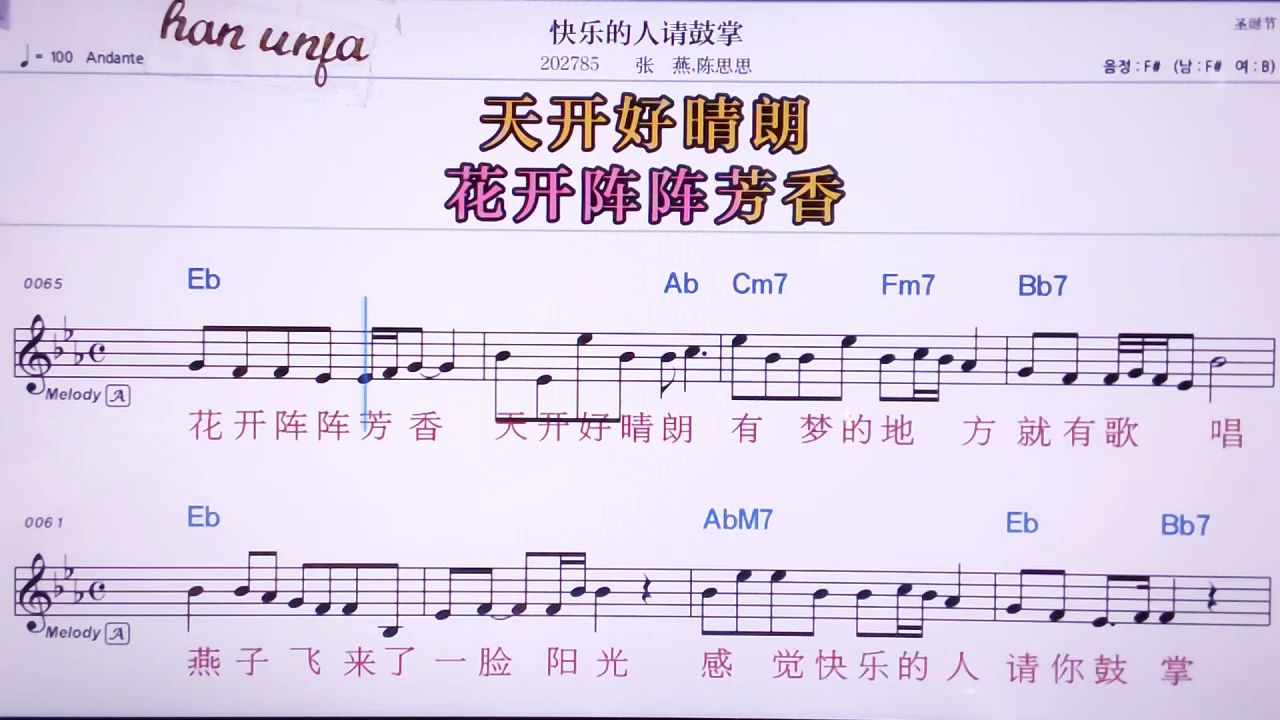 han unfa
快乐的人请鼓掌
圣诞节
♩= 100 Andante
202785 张 燕,陈思思
음정 : F# (남 : F# 여 : B)
天开好晴朗
花开阵阵芳香
0065
Eb Ab Cm7 Fm7 Bb7
Melody A
花开阵阵芳香 天开好晴朗 有 梦的地 方 就有歌 唱
0061
Eb AbM7 Eb Bb7
Melody A
燕子飞来了一脸阳光 感觉快乐的人请你鼓掌